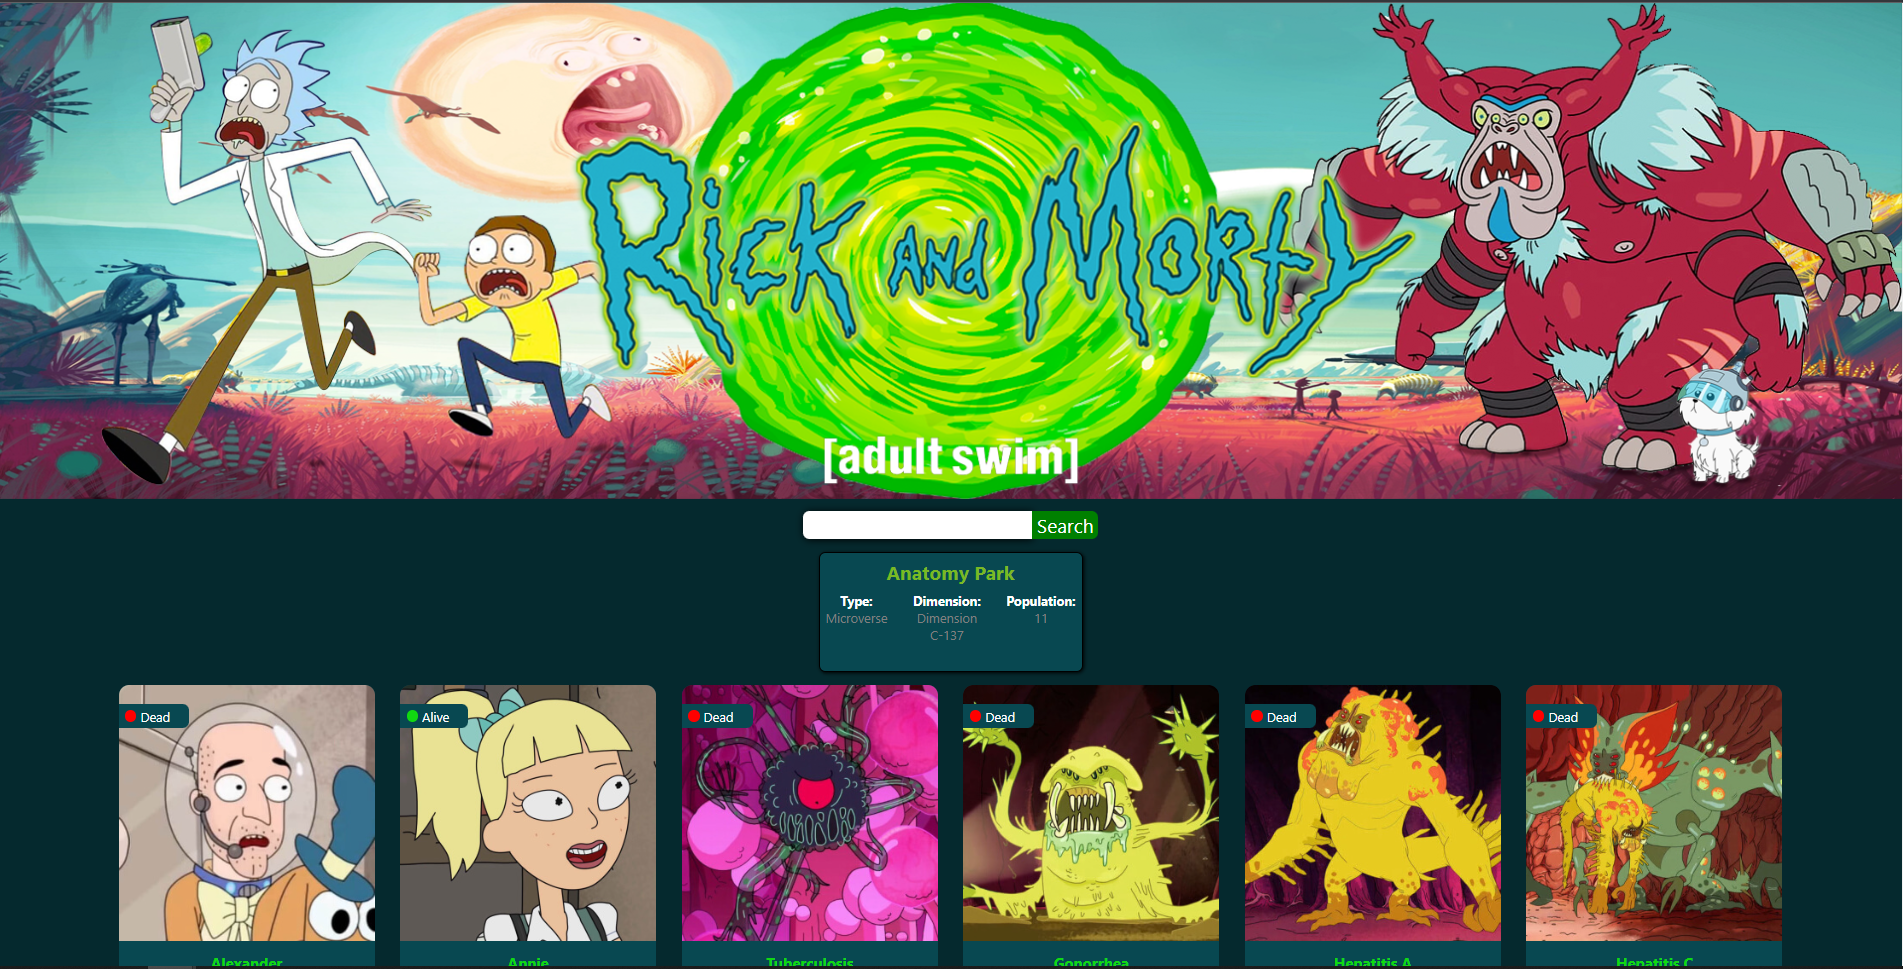 Rick and Morty
[adult swim]
Search
Anatomy Park
Type: Dimension: Population:
Microverse Dimension 11
C-137
Dead Alive Dead Dead Dead Dead
Alexander Annie Tuberculosis Gonorrhea Hepatitis A Hepatitis C